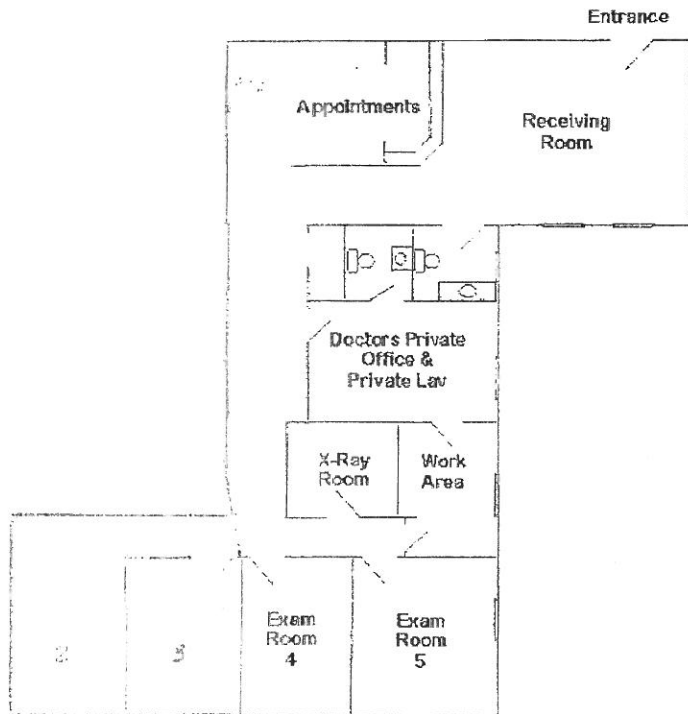 Entrance
Appointments
Receiving
Room
Doctors Private
Office &
Private Lav
X-Ray
Room
Work
Area
Exam
Room
4
Exam
Room
5